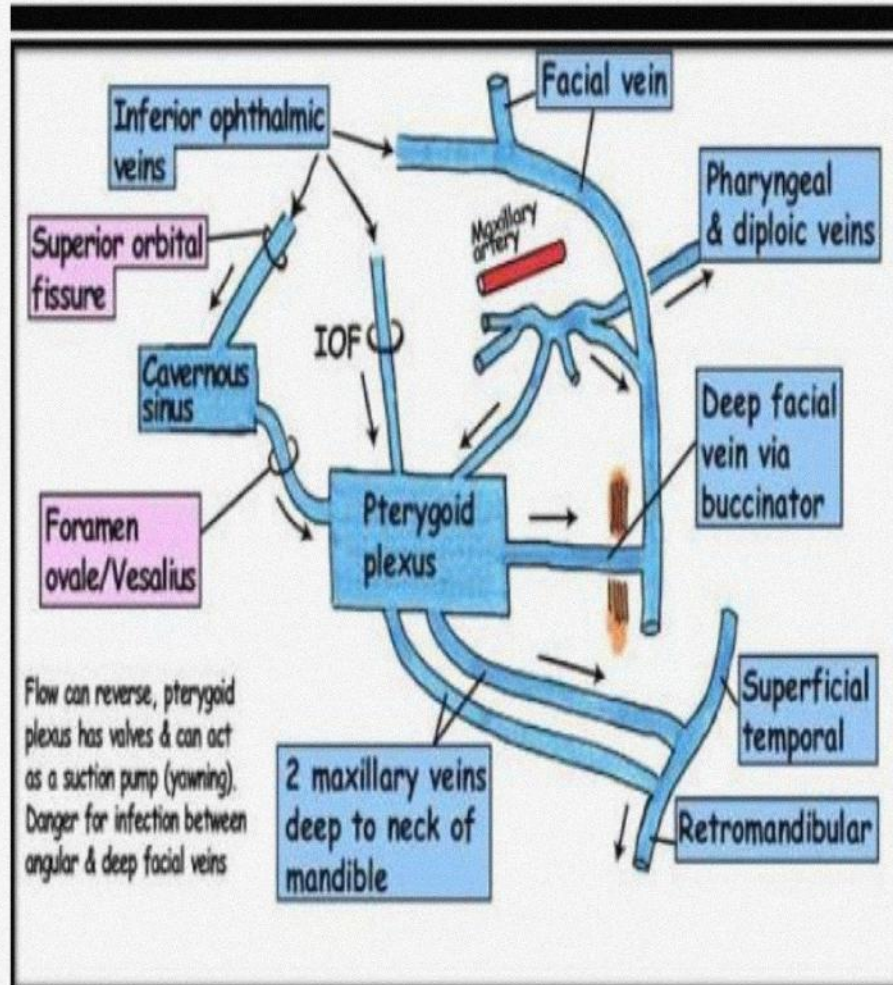 Facial vein
Inferior ophthalmic
veins
Pharyngeal
& diploic veins
Superior orbital
fissure
Maxillary
artery
IOF
Cavernous
sinus
Deep facial
vein via
buccinator
Foramen
ovale/Vesalius
Pterygoid
plexus
Flow can reverse, pterygoid
plexus has valves & can act
as a suction pump (yawning).
Danger for infection between
angular & deep facial veins
2 maxillary veins
deep to neck of
mandible
Superficial
temporal
Retromandibular